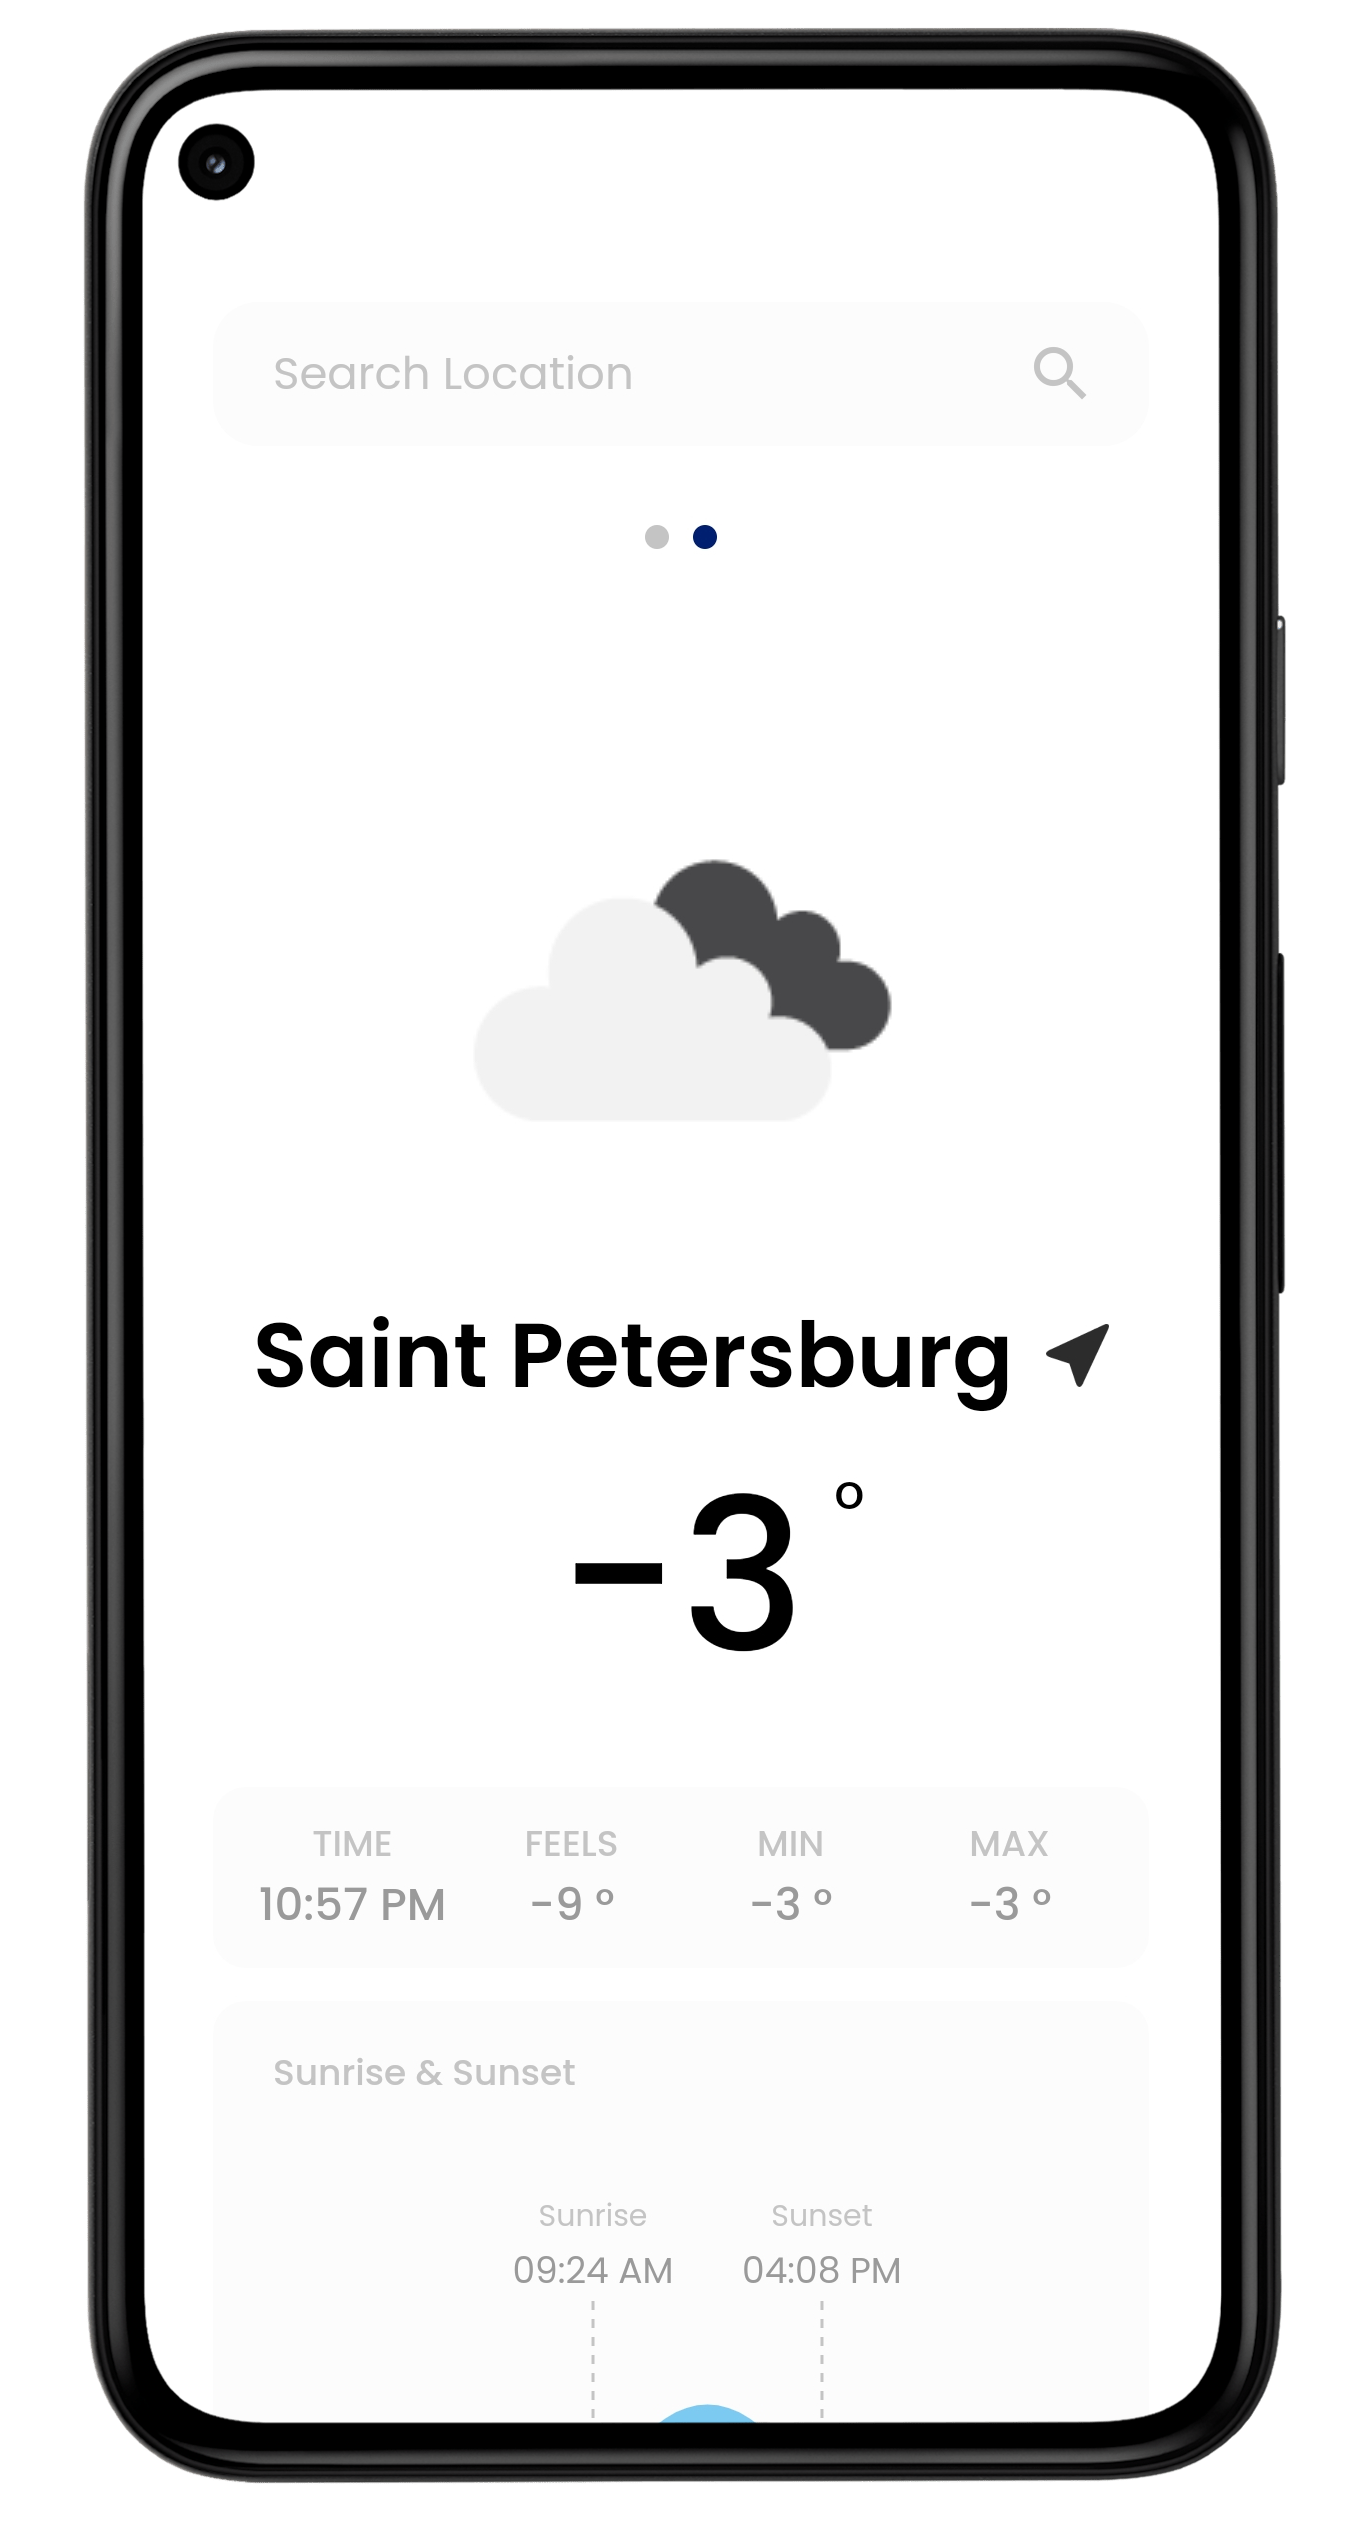 Search Location
Saint Petersburg
-3 °
TIME FEELS MIN MAX
10:57 PM -9 ° -3 ° -3 °
Sunrise & Sunset
Sunrise Sunset
09:24 AM 04:08 PM